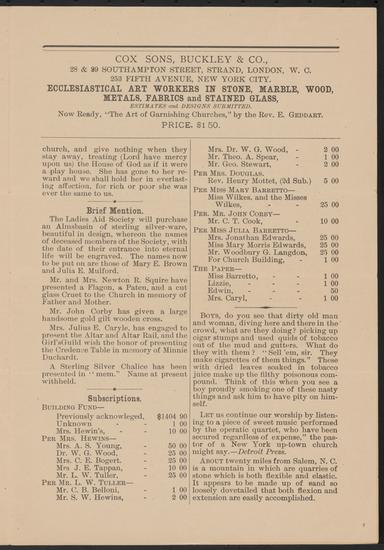 COX SONS, BUCKLEY & CO.,
28 & 29 SOUTHAMPTON STREET, STRAND, LONDON, W. C.
253 FIFTH AVENUE, NEW YORK CITY.
ECCLESIASTICAL ART WORKERS IN STONE, MARBLE, WOOD,
METALS, FABRICS and STAINED GLASS,
ESTIMATES and DESIGNS SUBMITTED.
Now Ready, "The Art of Garnishing Churches," by the Rev. E. GELDART.
PRICE, $1 50.
church, and give nothing when they
stay away, treating (Lord have mercy
upon us) the House of God as if it were
a play house. She has gone to her re-
ward and we shall hold her in everlast-
ing affection, for rich or poor she was
ever the same to us.
Brief Mention.
The Ladies Aid Society will purchase
an Almsbasin of sterling silver-ware,
beautiful in design, whereon the names
of deceased members of the Society, with
the date of their entrance into eternal
life will be engraved. The names now
to be put on are those of Mary E. Brown
and Julia E. Mulford.
Mr. and Mrs. Newton R. Squire have
presented a Flagon, a Paten, and a cut
glass Cruet to the Church in memory of
Father and Mother.
Mr. John Corby has given a large
handsome gold gilt wooden cross.
Mrs. Julius E. Caryle, has engaged to
present the Altar and Altar Rail, and the
Girl's Guild wish the honor of presenting
the Credence Table in memory of Minnie
Duchardt.
A Sterling Silver Chalice has been
presented in "mem." Name at present
withheld.
Subscriptions.
BUILDING FUND—
Previously acknowleged, $1404 90
Unknown - - 1 00
Mrs. Hewin's, - - 10 00
PER MRS. HEWINS—
Mrs. A. S. Young, - 50 00
Dr. W. G. Wood, - 25 00
Mrs. C. E. Bogert. - 25 00
Mrs J. E. Tappan, - 10 00
Mr. L. W. Tuller, - 25 00
PER MR. L. W. TULLER—
Mr. C. B. Belloni, - 1 00
Mr. S. W. Hewins, - 2 00
Mrs. Dr. W. G. Wood, - 2 00
Mr. Theo. A. Spear, - 1 00
Mr. Geo. Stewart, - 2 00
PER MRS. DOUGLAS.
Rev. Henry Mottet, (2d Sub.) 5 00
PER MISS MARY BARRETTO—
Miss Wilkes, and the Misses
Wilkes, - - - 25 00
PER. MR. JOHN CORBY—
Mr. C. T. Cook, - - 10 00
PER MISS JULIA BARRETTO—
Mrs. Jonathan Edwards, 25 00
Miss Mary Morris Edwards, 25 00
Mr. Woodbury G. Langdon, 25 00
For Church Building, - 1 00
THE PAPER—
Miss Barretto, - - 1 00
Lizzie, - - - 1 00
Edwin, - - - 50
Mrs. Caryl, - - 1 00
BOYS, do you see that dirty old man
and woman, diving here and there in the
crowd, what are they doing? picking up
cigar stumps and used quids of tobacco
out of the mud and gutters. What do
they with them? "Sell 'em, sir. They
make cigarettes of them things." These
with dried leaves soaked in tobacco
juice make up the filthy poisonous com-
pound. Think of this when you see a
boy proudly smoking one of these nasty
things and ask him to have pity on him-
self.
LET us continue our worship by listen-
ing to a piece of sweet music performed
by the operatic quartet, who have been
secured regardless of expense," the pas-
tor of a New York up-town church
might say.—Detroit Press.
ABOUT twenty miles from Salem, N. C.
is a mountain in which are quarries of
stone which is both flexible and elastic.
It appears to be made up of sand so
loosely dovetailed that both flexion and
extension are easily accomplished.